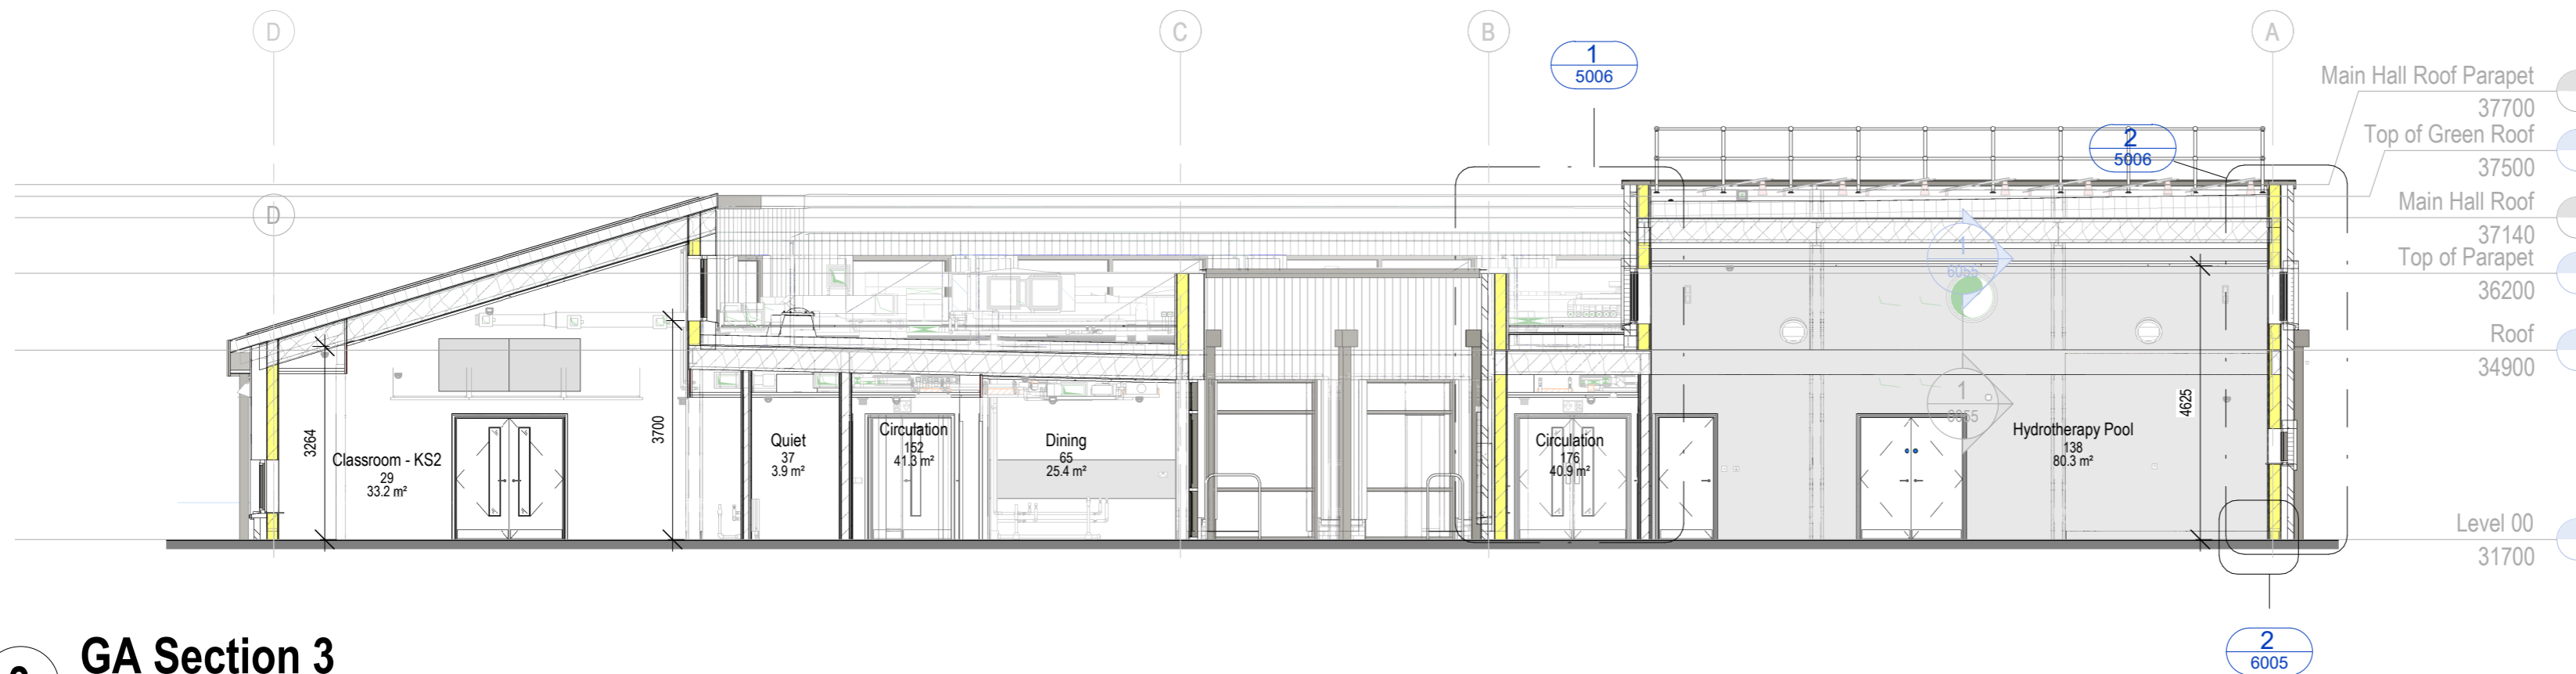 D
C
B
A
1
5006
Main Hall Roof Parapet
37700
2
5006
Top of Green Roof
37500
Main Hall Roof
37140
D
1
6055
Top of Parapet
36200
Roof
34900
1
6055
3264
3700
4625
Classroom - KS2
29
33.2 m²
Quiet
37
3.9 m²
Circulation
152
41.3 m²
Dining
65
25.4 m²
Circulation
176
40.9 m²
Hydrotherapy Pool
138
80.3 m²
Level 00
31700
GA Section 3
2
6005